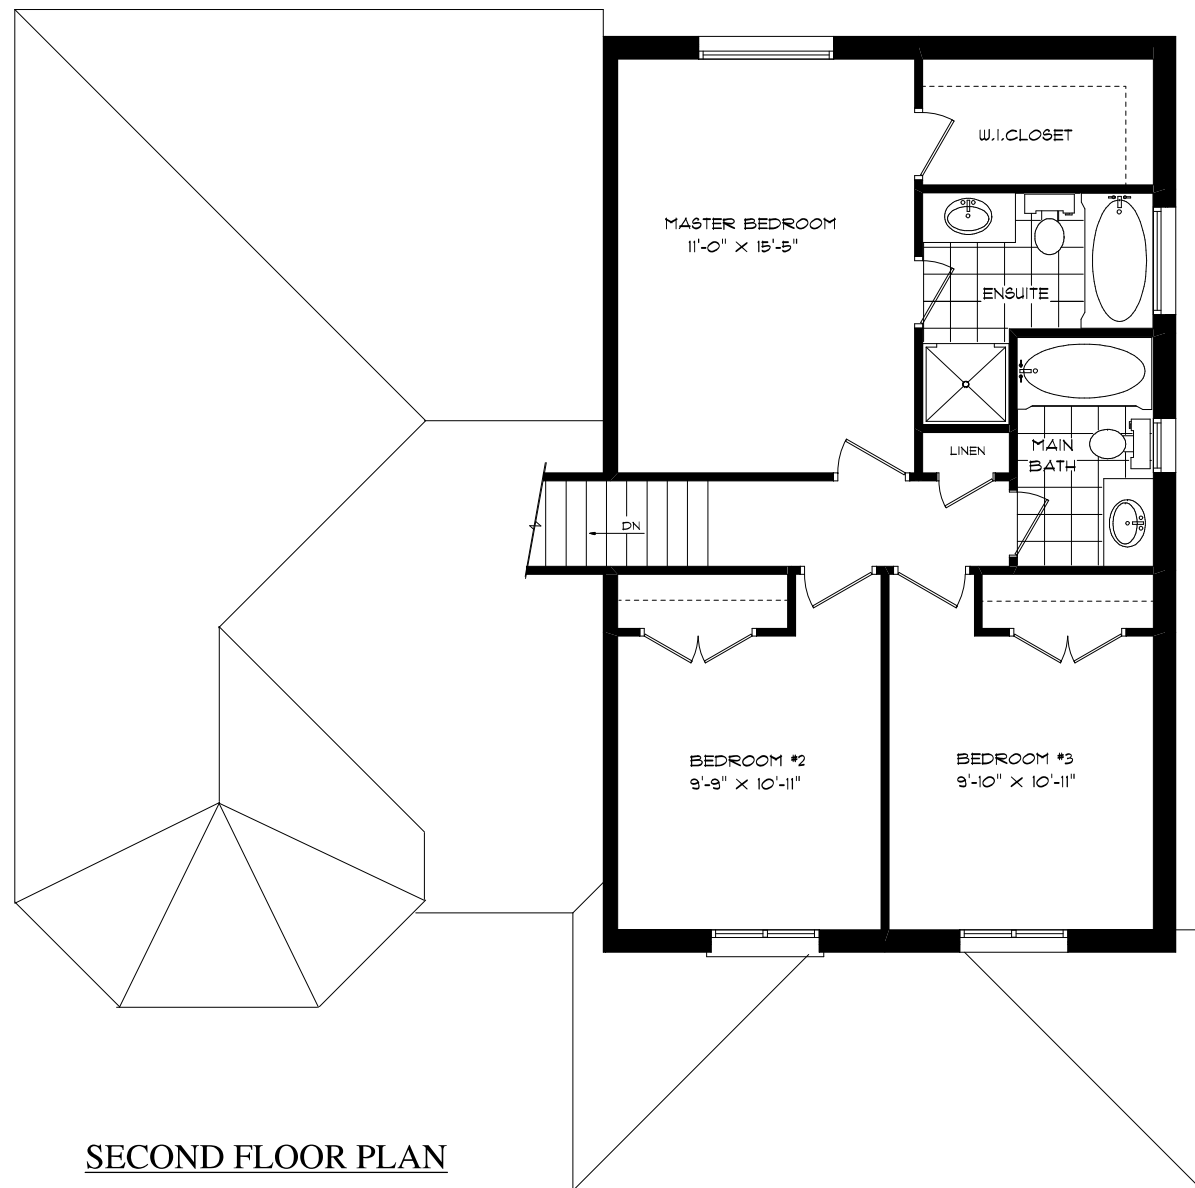 W.I.CLOSET
MASTER BEDROOM
11'-0" X 15'-5"
ENSUITE
LINEN
MAIN
BATH
DN
BEDROOM #2
9'-9" X 10'-11"
BEDROOM #3
9'-10" X 10'-11"
SECOND FLOOR PLAN